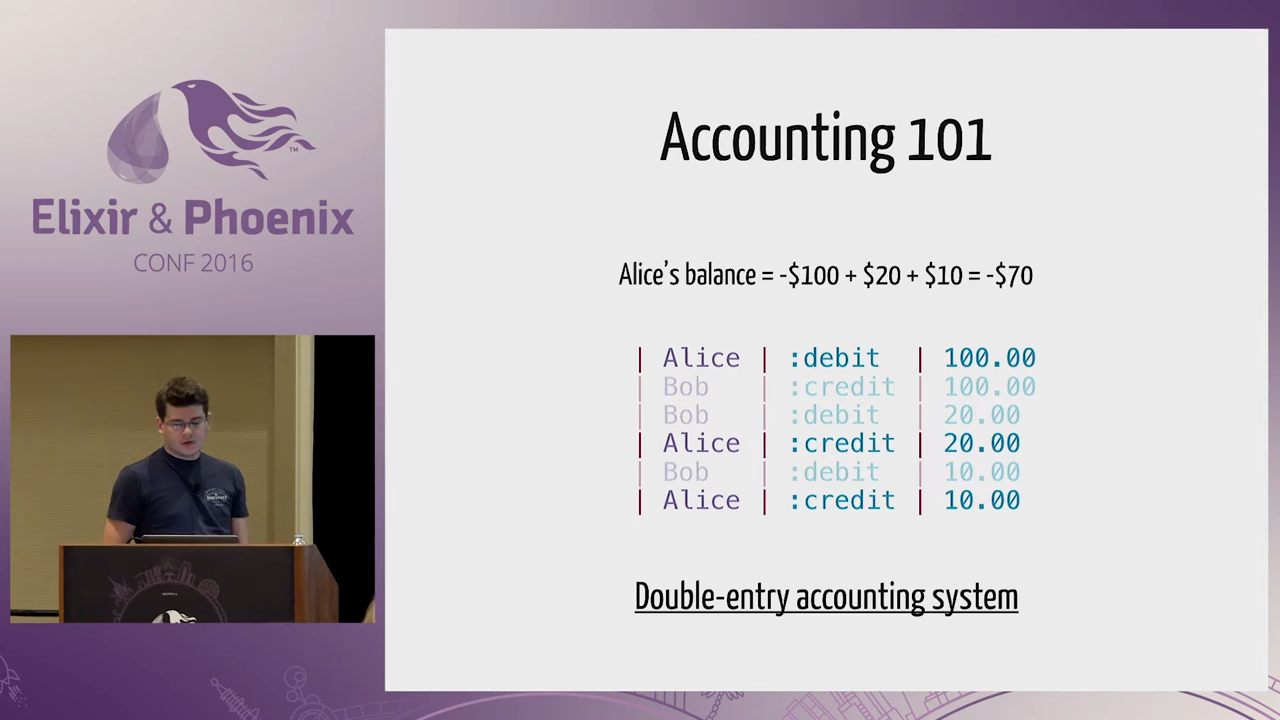 Elixir & Phoenix
TM
CONF 2016
Accounting 101
Alice's balance = -$100 + $20 + $10 = -$70
| Alice | :debit | 100.00
| Bob | :credit | 100.00
| Bob | :debit | 20.00
| Alice | :credit | 20.00
| Bob | :debit | 10.00
| Alice | :credit | 10.00
Double-entry accounting system